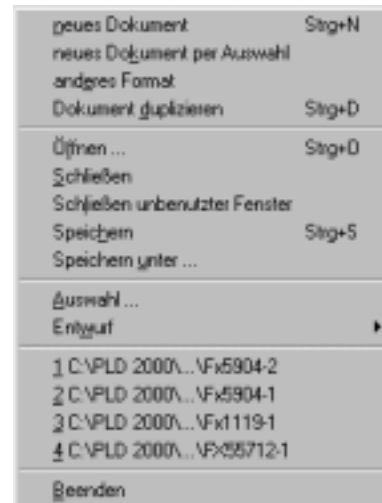 neues Dokument Strg+N
neues Dokument per Auswahl
anderes Format
Dokument duplizieren Strg+D
Öffnen ... Strg+O
Schließen
Schließen unbenutzter Fenster
Speichern Strg+S
Speichern unter ...
Auswahl ...
Entwurf
1 C:\PLD 2000\...\Fx5904-2
2 C:\PLD 2000\...\Fx5904-1
3 C:\PLD 2000\...\Fx1119-1
4 C:\PLD 2000\...\FX55712-1
Beenden